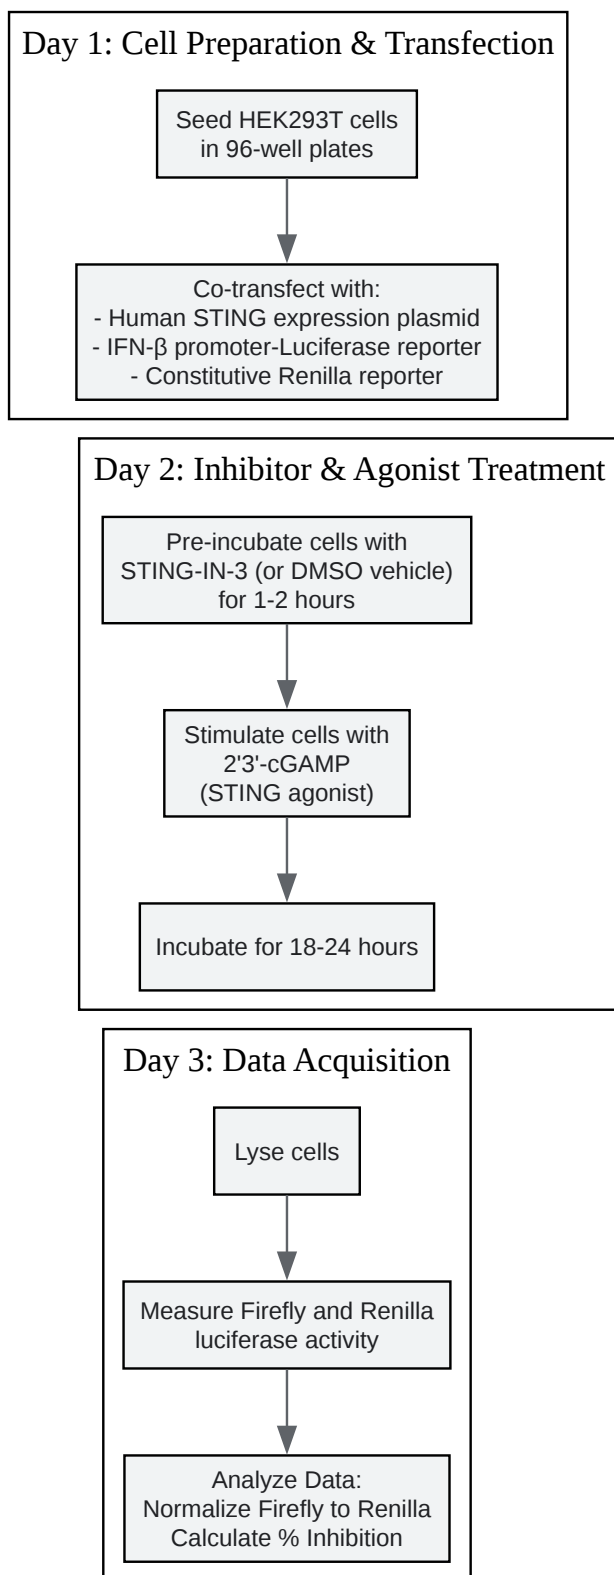 Day 1: Cell Preparation & Transfection
Seed HEK293T cells
in 96-well plates
Co-transfect with:
- Human STING expression plasmid
- IFN-β promoter-Luciferase reporter
- Constitutive Renilla reporter
Day 2: Inhibitor & Agonist Treatment
Pre-incubate cells with
STING-IN-3 (or DMSO vehicle)
for 1-2 hours
Stimulate cells with
2'3'-cGAMP
(STING agonist)
Incubate for 18-24 hours
Day 3: Data Acquisition
Lyse cells
Measure Firefly and Renilla
luciferase activity
Analyze Data:
Normalize Firefly to Renilla
Calculate % Inhibition